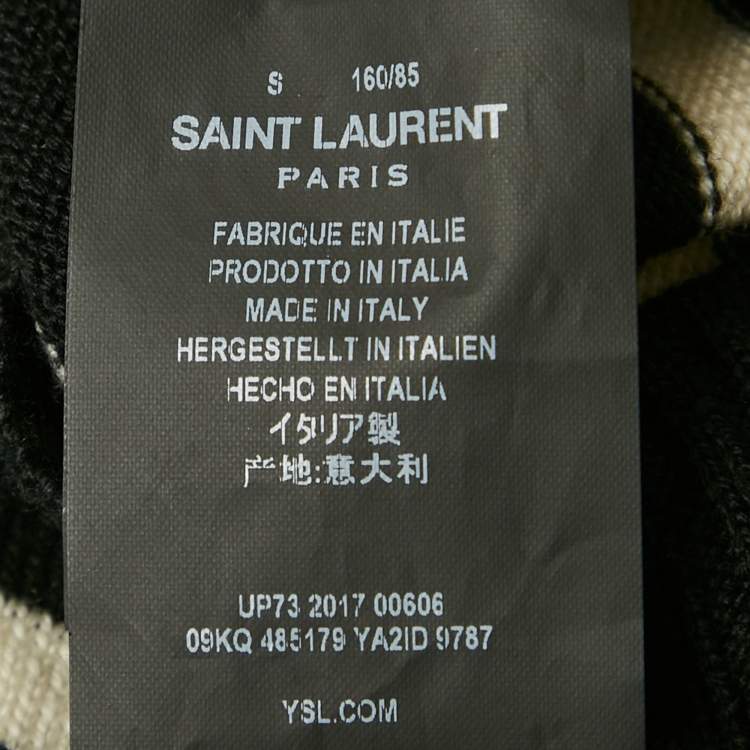 S 160/85
SAINT LAURENT
PARIS
FABRIQUE EN ITALIE
PRODOTTO IN ITALIA
MADE IN ITALY
HERGESTELLT IN ITALIEN
HECHO EN ITALIA
イタリア製
产地:意大利
UP73 2017 00606
09KQ 485179 YA2ID 9787
YSL.COM